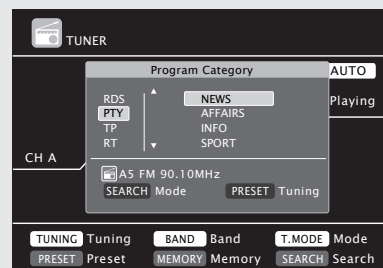 TUNER
Program Category
AUTO
RDS NEWS Playing
PTY AFFAIRS
TP INFO
RT SPORT
CH A
A5 FM 90.10MHz
SEARCH Mode PRESET Tuning
TUNING Tuning BAND Band T.MODE Mode
PRESET Preset MEMORY Memory SEARCH Search